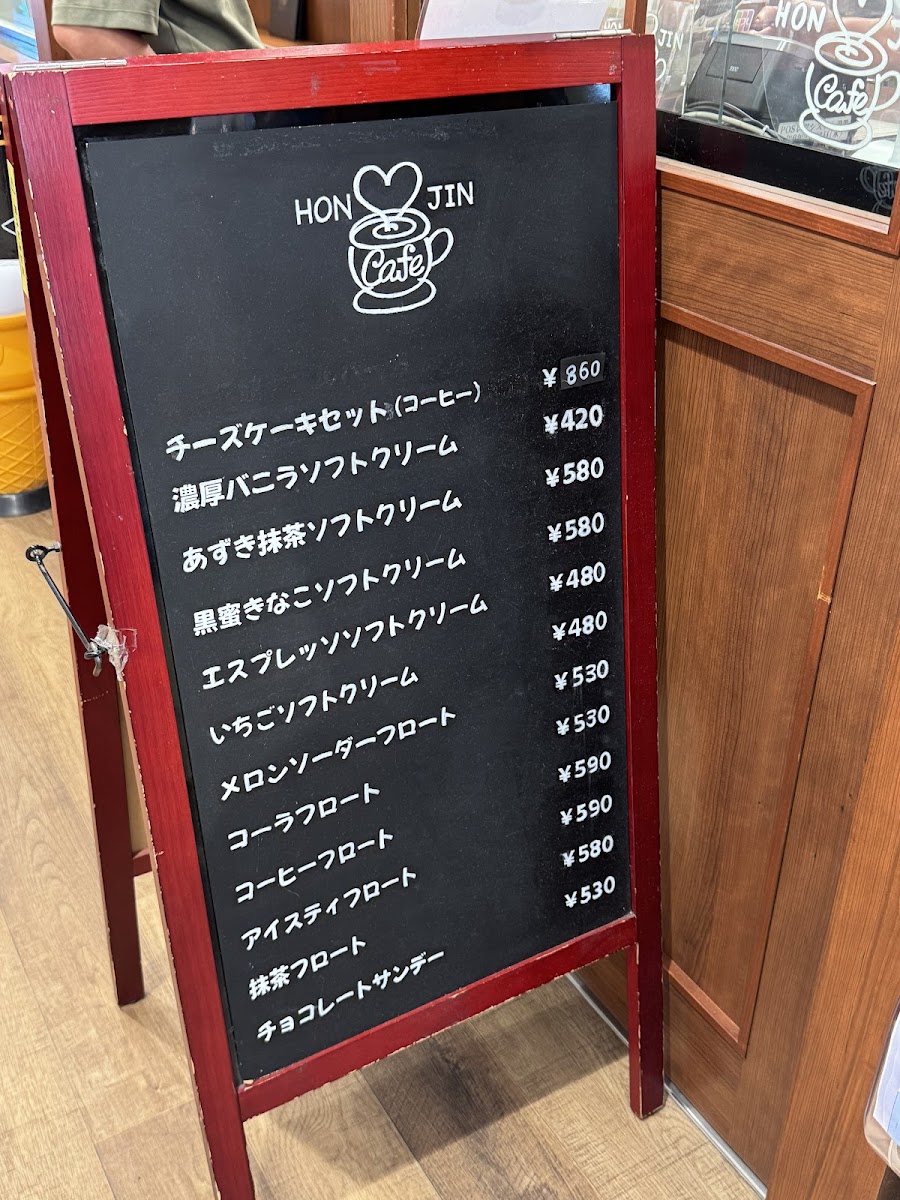 HON JIN
Cafe
チーズケーキセット(コーヒー) ¥860
濃厚バニラソフトクリーム ¥420
あずき抹茶ソフトクリーム ¥580
黒蜜きなこソフトクリーム ¥580
エスプレッソソフトクリーム ¥480
いちごソフトクリーム ¥480
メロンソーダーフロート ¥530
コーラフロート ¥530
コーヒーフロート ¥590
アイスティフロート ¥590
抹茶フロート ¥580
チョコレートサンデー ¥530
HON
JIN
Cafe